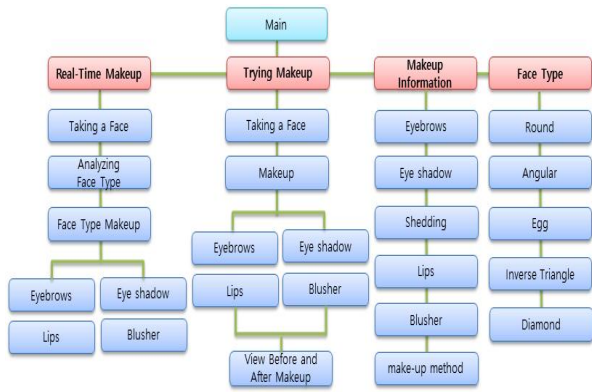 Main
Real-Time Makeup
Trying Makeup
Makeup
Information
Face Type
Taking a Face
Analyzing
Face Type
Face Type Makeup
Eyebrows
Eye shadow
Lips
Blusher
Taking a Face
Makeup
Eyebrows
Eye shadow
Lips
Blusher
View Before and
After Makeup
Eyebrows
Eye shadow
Shedding
Lips
Blusher
make-up method
Round
Angular
Egg
Inverse Triangle
Diamond